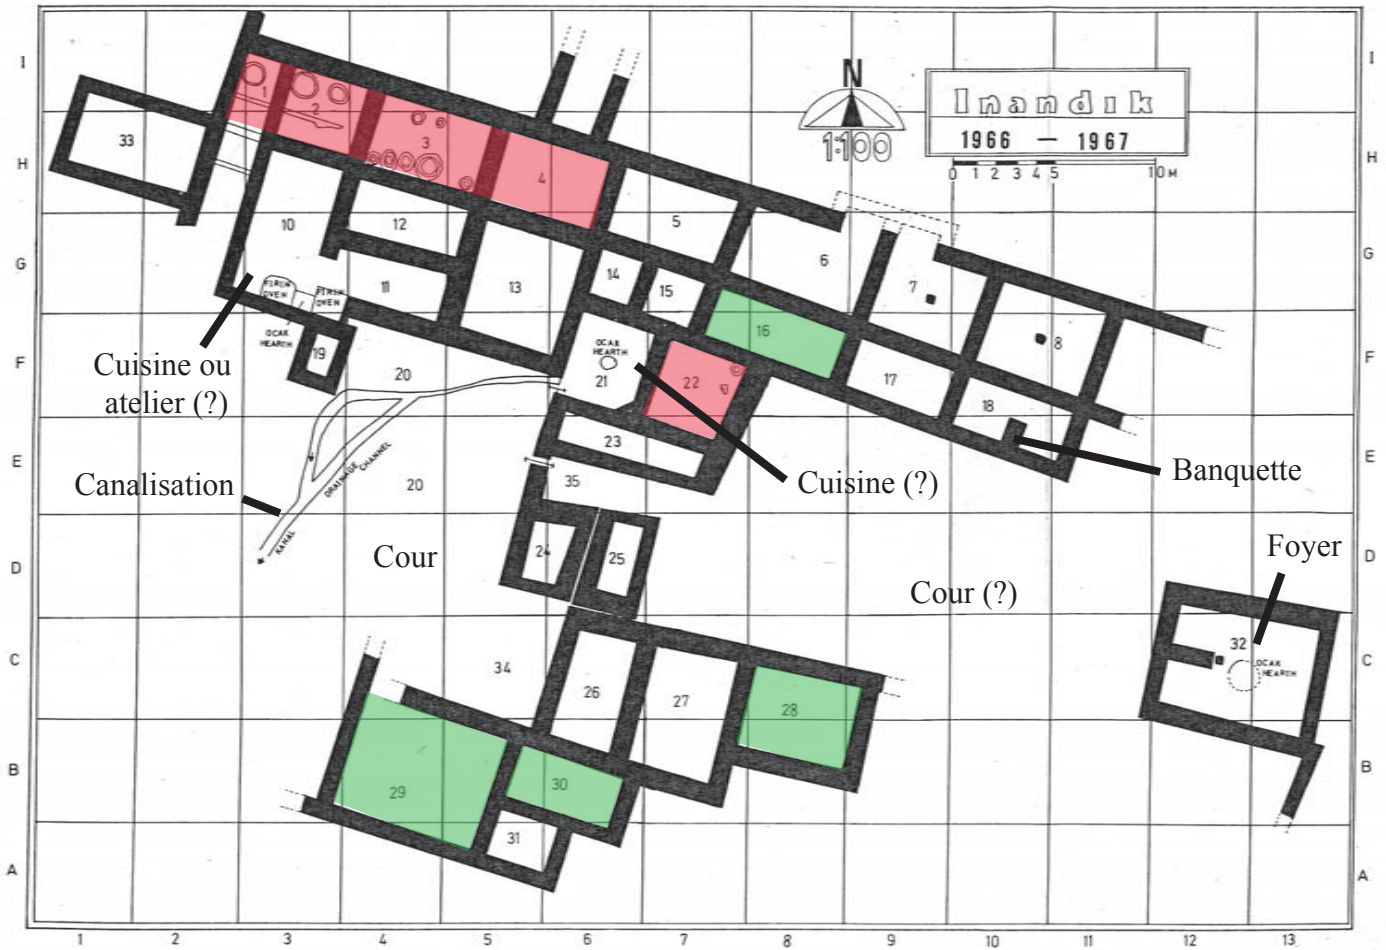 I
I
N
1:100
Inandık
1966 — 1967
0 1 2 3 4 5 10 M
1
2
3
4
33
H
H
5
10
12
G
G
6
14
15
7
13
11
FIRIN
OVEN
FIRIN
OVEN
16
OCAK
HEARTH
19
OCAK
HEARTH
21
8
F
F
Cuisine ou
atelier (?)
20
22
17
18
23
E
E
DRAINAGE CHANNEL
Cuisine (?)
Banquette
Canalisation
20
35
KANAL
Cour
24
25
D
D
Foyer
Cour (?)
32
OCAK
HEARTH
C
C
34
26
27
28
B
B
29
30
31
A
A
1 2 3 4 5 6 7 8 9 10 11 12 13